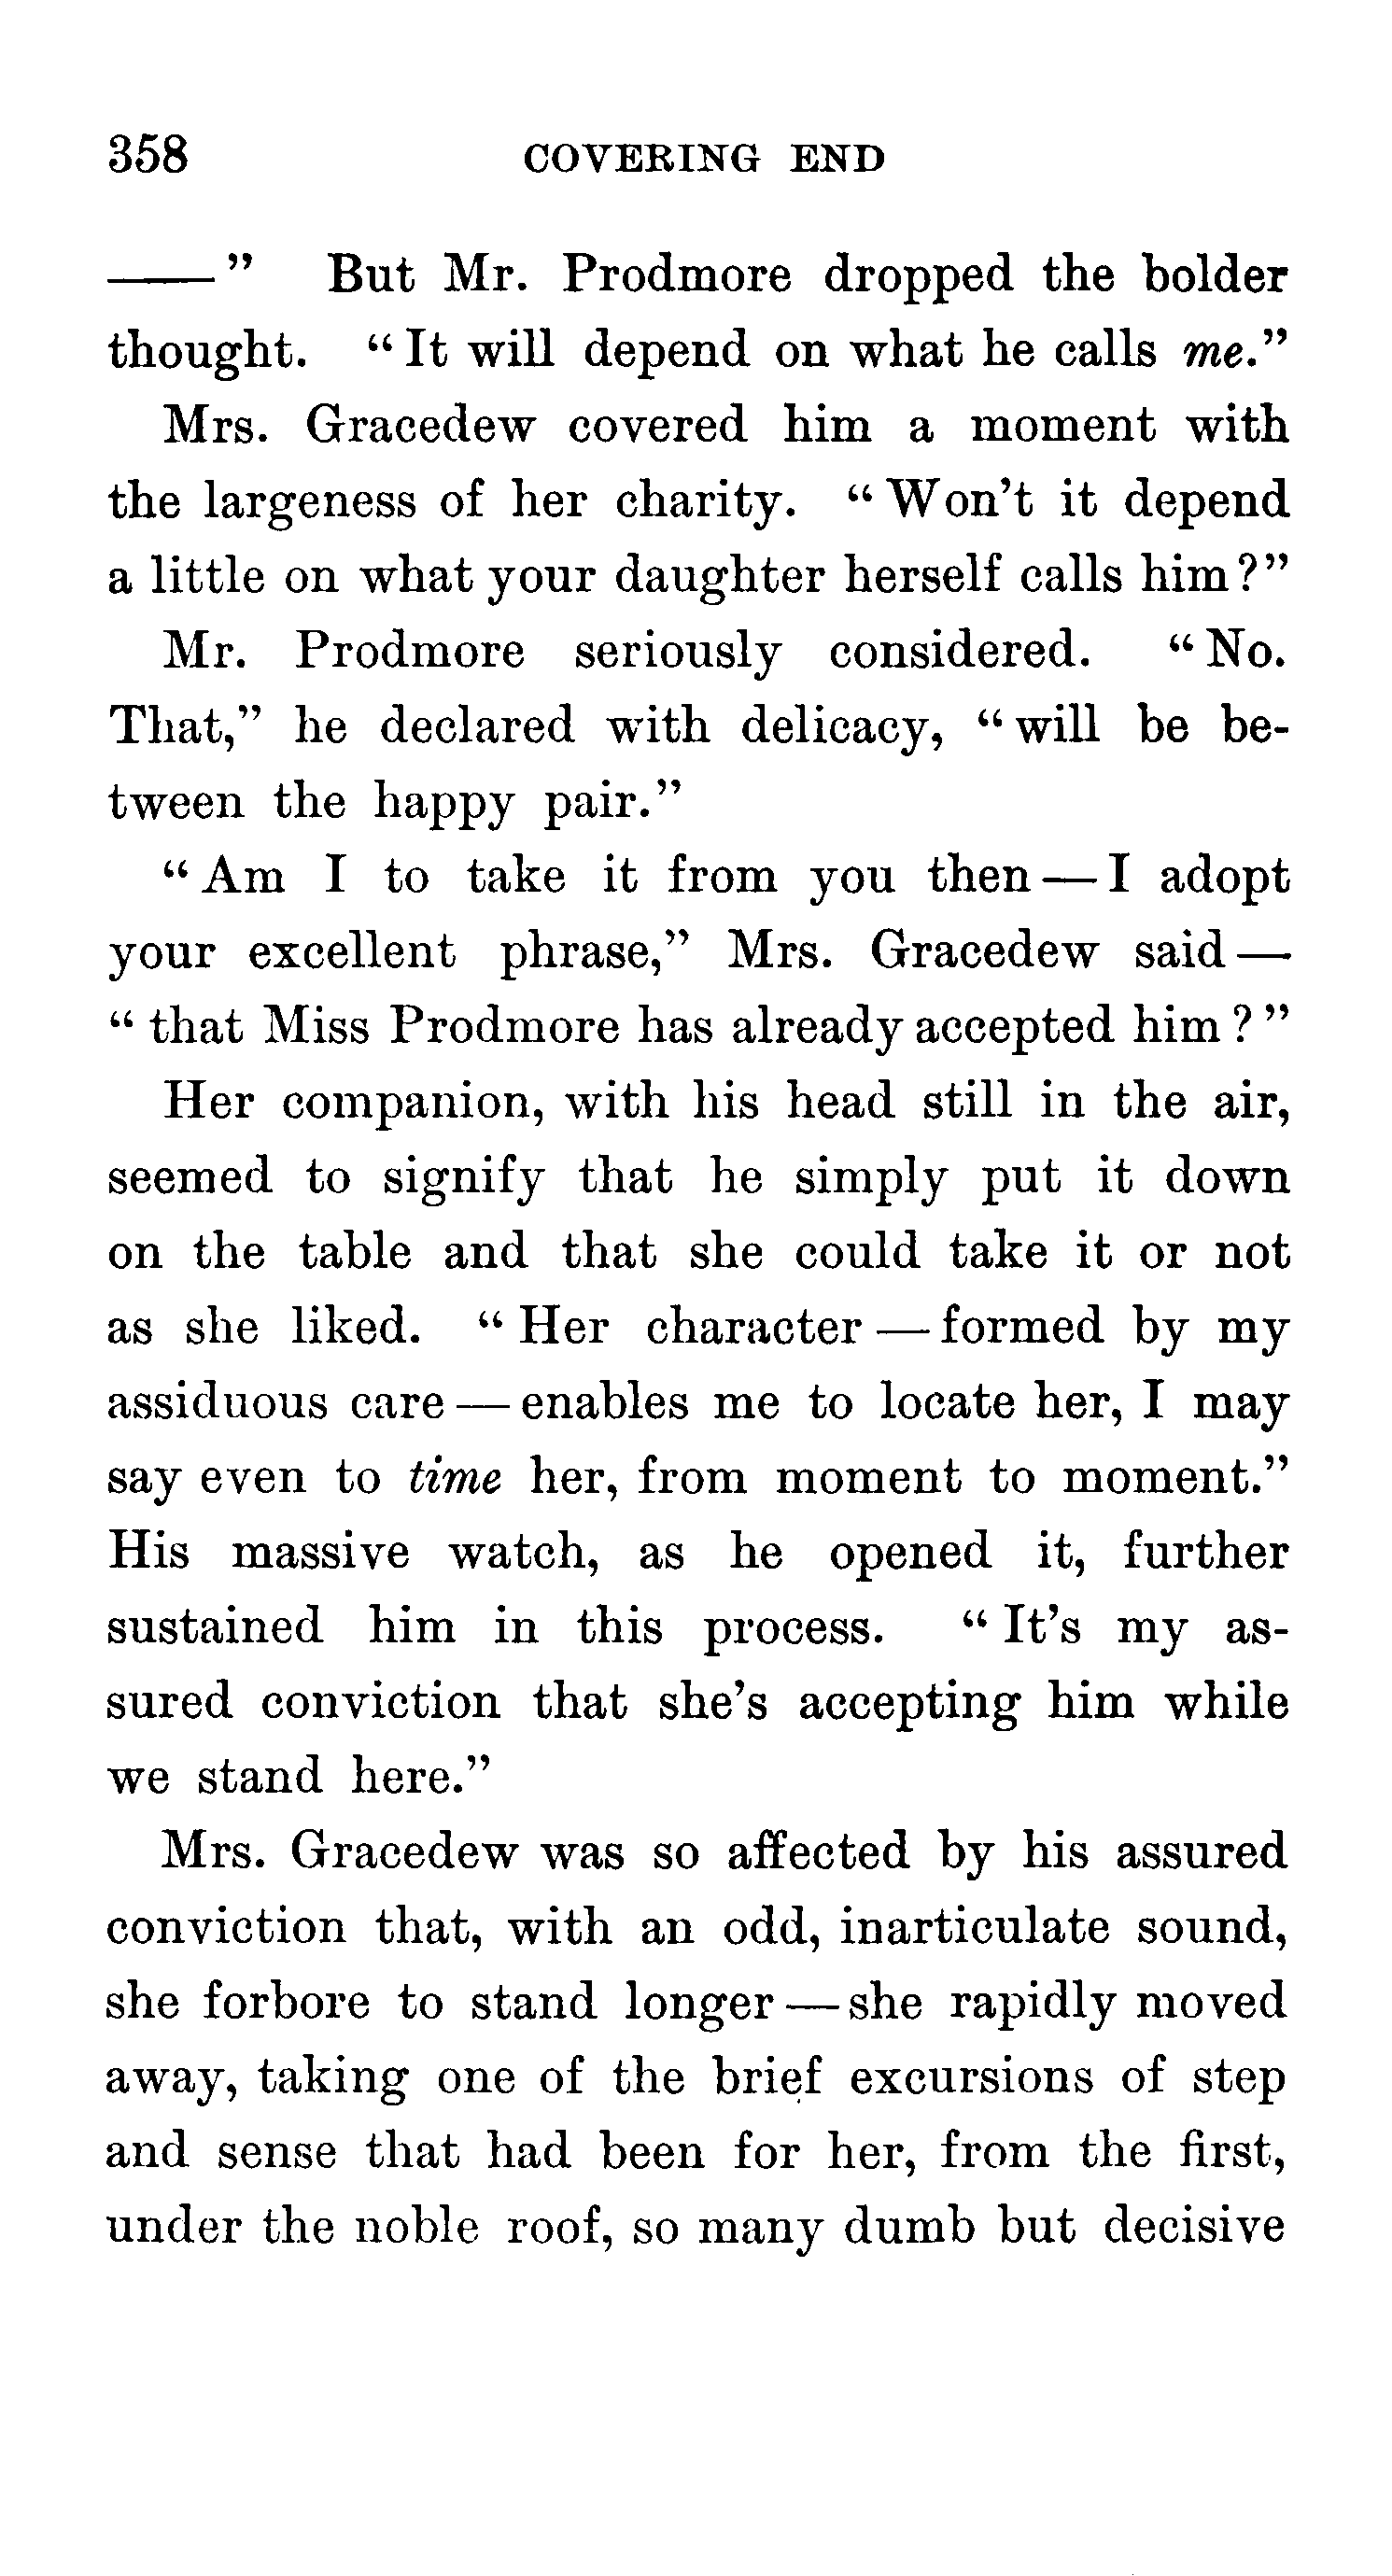 358 COVERING END
——” But Mr. Prodmore dropped the bolder
thought. “It will depend on what he calls me.”
Mrs. Gracedew covered him a moment with
the largeness of her charity. “Won’t it depend
a little on what your daughter herself calls him?”
Mr. Prodmore seriously considered. “No.
That,” he declared with delicacy, “will be be-
tween the happy pair.”
“Am I to take it from you then — I adopt
your excellent phrase,” Mrs. Gracedew said —
“that Miss Prodmore has already accepted him?”
Her companion, with his head still in the air,
seemed to signify that he simply put it down
on the table and that she could take it or not
as she liked. “Her character — formed by my
assiduous care — enables me to locate her, I may
say even to time her, from moment to moment.”
His massive watch, as he opened it, further
sustained him in this process. “It’s my as-
sured conviction that she’s accepting him while
we stand here.”
Mrs. Gracedew was so affected by his assured
conviction that, with an odd, inarticulate sound,
she forbore to stand longer — she rapidly moved
away, taking one of the brief excursions of step
and sense that had been for her, from the first,
under the noble roof, so many dumb but decisive